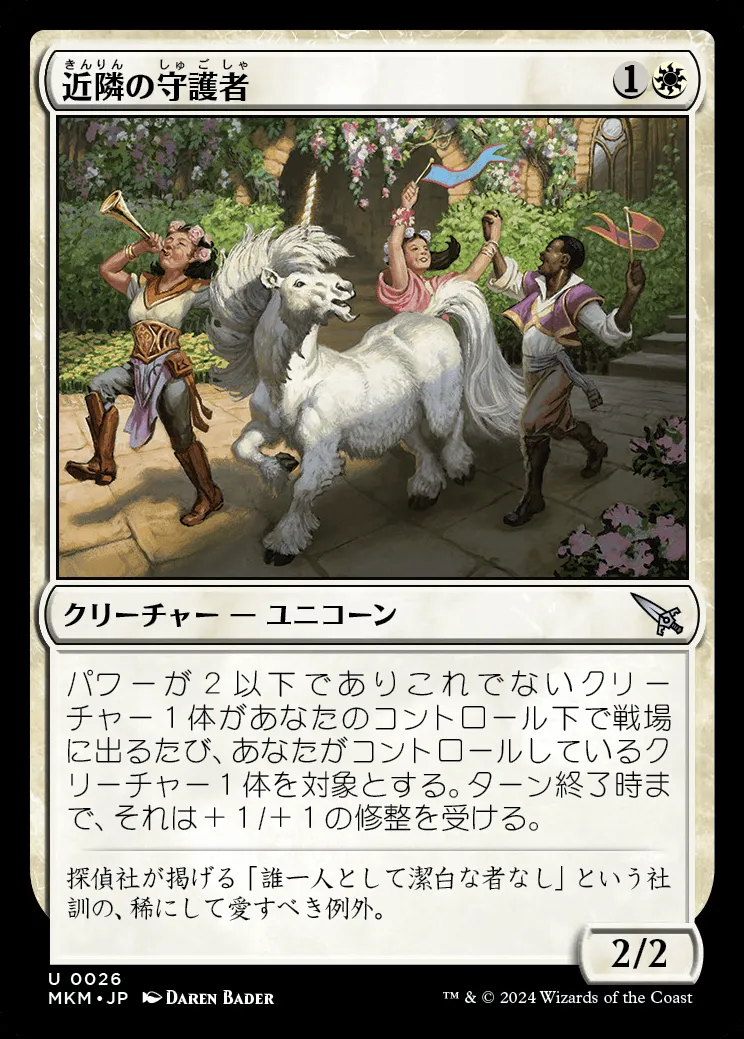 きんりん しゅごしゃ
近隣の守護者
1
クリーチャー — ユニコーン
パワーが２以下でありこれでないクリー
チャー１体があなたのコントロール下で戦場
に出るたび、あなたがコントロールしているク
リーチャー１体を対象とする。ターン終了時ま
で、それは＋１/＋１の修整を受ける。
探偵社が掲げる「誰一人として潔白な者なし」という社
訓の、稀にして愛すべき例外。
2/2
U 0026
MKM • JP Daren Bader
™ & © 2024 Wizards of the Coast